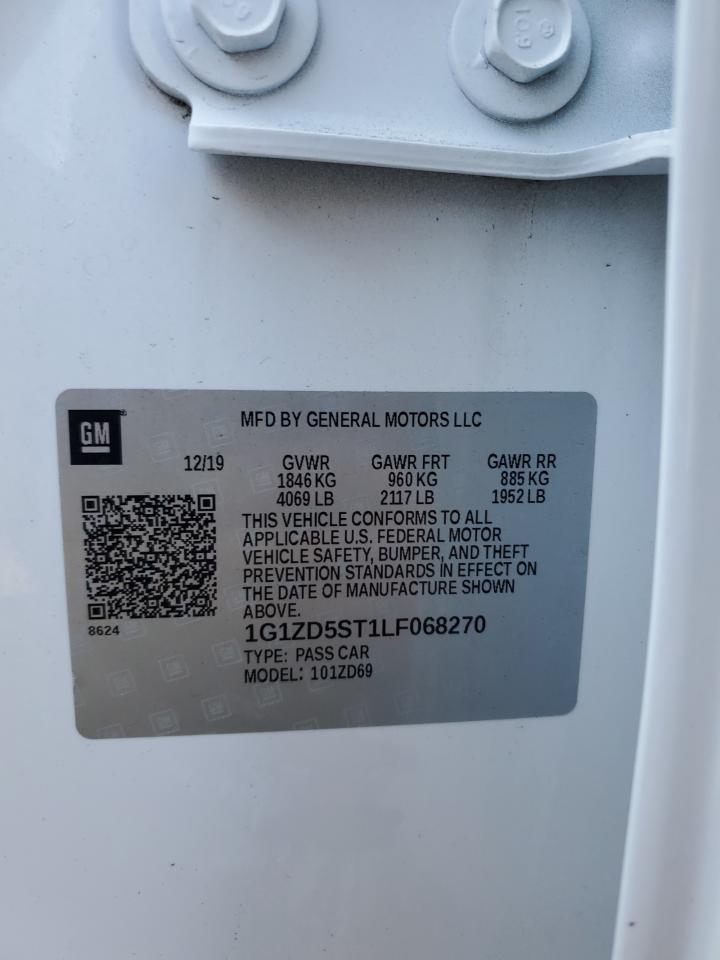 10.9
GM
MFD BY GENERAL MOTORS LLC
12/19 GVWR GAWR FRT GAWR RR
1846 KG 960 KG 885 KG
4069 LB 2117 LB 1952 LB
THIS VEHICLE CONFORMS TO ALL
APPLICABLE U.S. FEDERAL MOTOR
VEHICLE SAFETY, BUMPER, AND THEFT
PREVENTION STANDARDS IN EFFECT ON
THE DATE OF MANUFACTURE SHOWN
ABOVE.
8624
1G1ZD5ST1LF068270
TYPE: PASS CAR
MODEL: 101ZD69